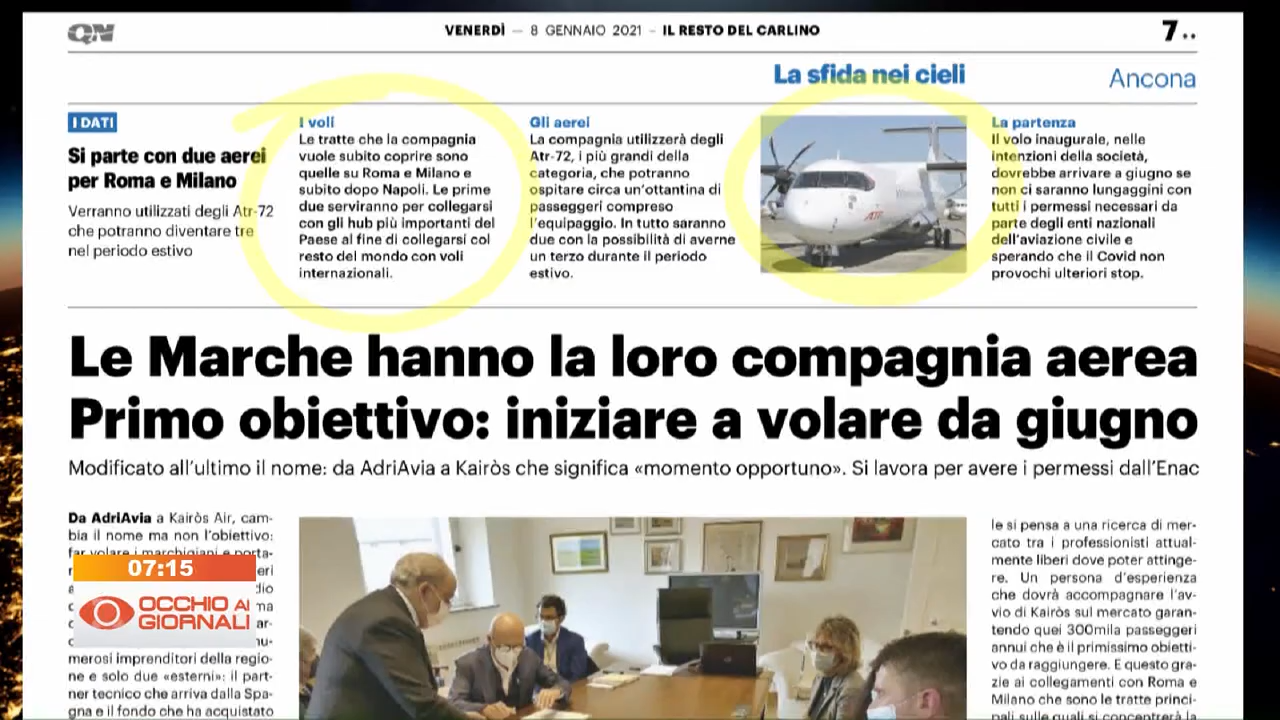 QN
VENERDÌ — 8 GENNAIO 2021 – IL RESTO DEL CARLINO
7..
La sfida nei cieli
Ancona
I DATI
Si parte con due aerei
per Roma e Milano
Verranno utilizzati degli Atr-72
che potranno diventare tre
nel periodo estivo
I voli
Le tratte che la compagnia
vuole subito coprire sono
quelle su Roma e Milano e
subito dopo Napoli. Le prime
due serviranno per collegarsi
con gli hub più importanti del
Paese al fine di collegarsi col
resto del mondo con voli
internazionali.
Gli aerei
La compagnia utilizzerà degli
Atr-72, i più grandi della
categoria, che potranno
ospitare circa un'ottantina di
passeggeri compreso
l'equipaggio. In tutto saranno
due con la possibilità di averne
un terzo durante il periodo
estivo.
ATR
La partenza
Il volo inaugurale, nelle
intenzioni della società,
dovrebbe arrivare a giugno se
non ci saranno lungaggini con
tutti i permessi necessari da
parte degli enti nazionali
dell'aviazione civile e
sperando che il Covid non
provochi ulteriori stop.
Le Marche hanno la loro compagnia aerea
Primo obiettivo: iniziare a volare da giugno
Modificato all'ultimo il nome: da AdriAvia a Kairòs che significa «momento opportuno». Si lavora per avere i permessi dall'Enac
Da AdriAvia a Kairòs Air, cam-
bia il nome ma non l'obiettivo:
far volare i marchigiani e porta-
07:15
OCCHIO AI
GIORNALI
merosi imprenditori della regio-
ne e solo due «esterni»: il part-
ner tecnico che arriva dalla Spa-
gna e il fondo che ha acquistato
le si pensa a una ricerca di mer-
cato tra i professionisti attual-
mente liberi dove poter attinge-
re. Un persona d'esperienza
che dovrà accompagnare l'av-
vio di Kairòs sul mercato garan-
tendo quei 300mila passeggeri
annui che è il primissimo obietti-
vo da raggiungere. E questo gra-
zie ai collegamenti con Roma e
Milano che sono le tratte princi-
pali sulle quali si concentrerà la